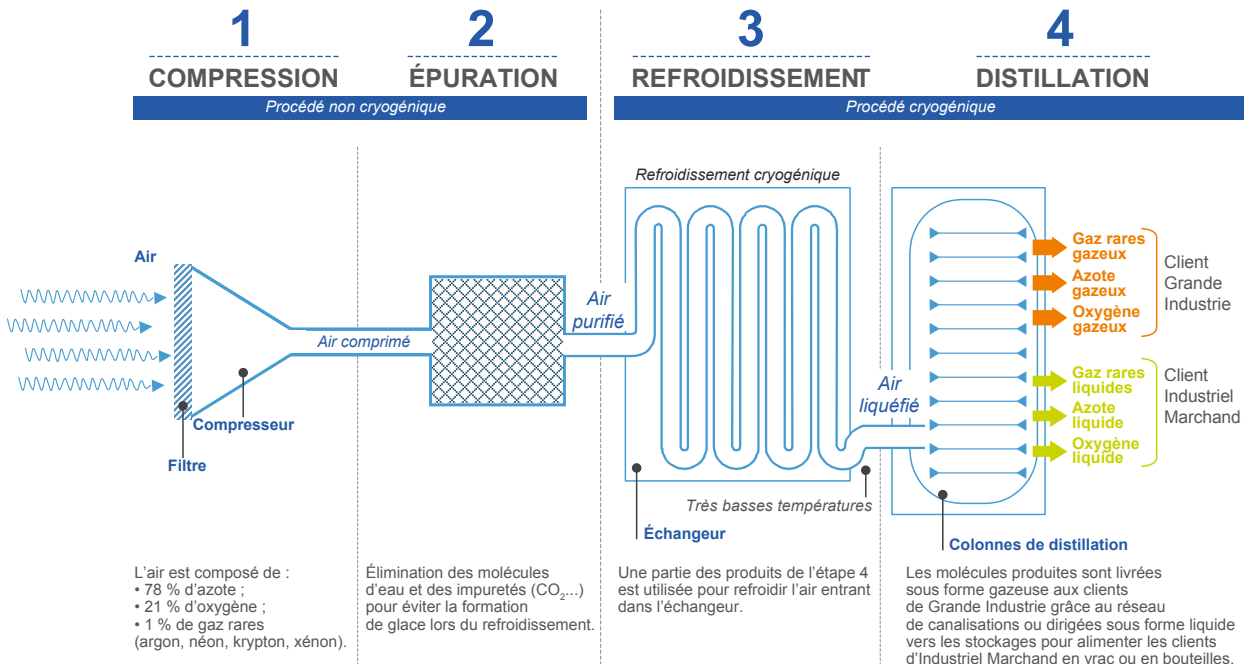 1
COMPRESSION
2
ÉPURATION
3
REFROIDISSEMENT
4
DISTILLATION
Procédé non cryogénique
Procédé cryogénique
Air
Filtre
Compresseur
Air comprimé
Air
purifié
Refroidissement cryogénique
Échangeur
Très basses températures
Air
liquéfié
Gaz rares
gazeux
Azote
gazeux
Oxygène
gazeux
Client
Grande
Industrie
Gaz rares
liquides
Azote
liquide
Oxygène
liquide
Client
Industriel
Marchand
Colonnes de distillation
L'air est composé de :
• 78 % d'azote ;
• 21 % d'oxygène ;
• 1 % de gaz rares
(argon, néon, krypton, xénon).
Élimination des molécules
d'eau et des impuretés (CO₂...)
pour éviter la formation
de glace lors du refroidissement.
Une partie des produits de l'étape 4
est utilisée pour refroidir l'air entrant
dans l'échangeur.
Les molécules produites sont livrées
sous forme gazeuse aux clients
de Grande Industrie grâce au réseau
de canalisations ou dirigées sous forme liquide
vers les stockages pour alimenter les clients
d'Industriel Marchand en vrac ou en bouteilles.